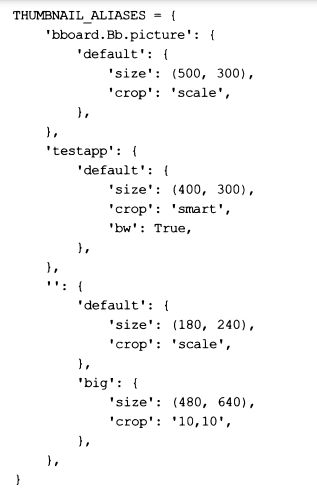 THUMBNAIL_ALIASES = {
    'bboard.Bb.picture': {
        'default': {
            'size': (500, 300),
            'crop': 'scale',
        },
    },
    'testapp': {
        'default': {
            'size': (400, 300),
            'crop': 'smart',
            'bw': True,
        },
    },
    '': {
        'default': {
            'size': (180, 240),
            'crop': 'scale',
        },
        'big': {
            'size': (480, 640),
            'crop': '10,10',
        },
    },
}